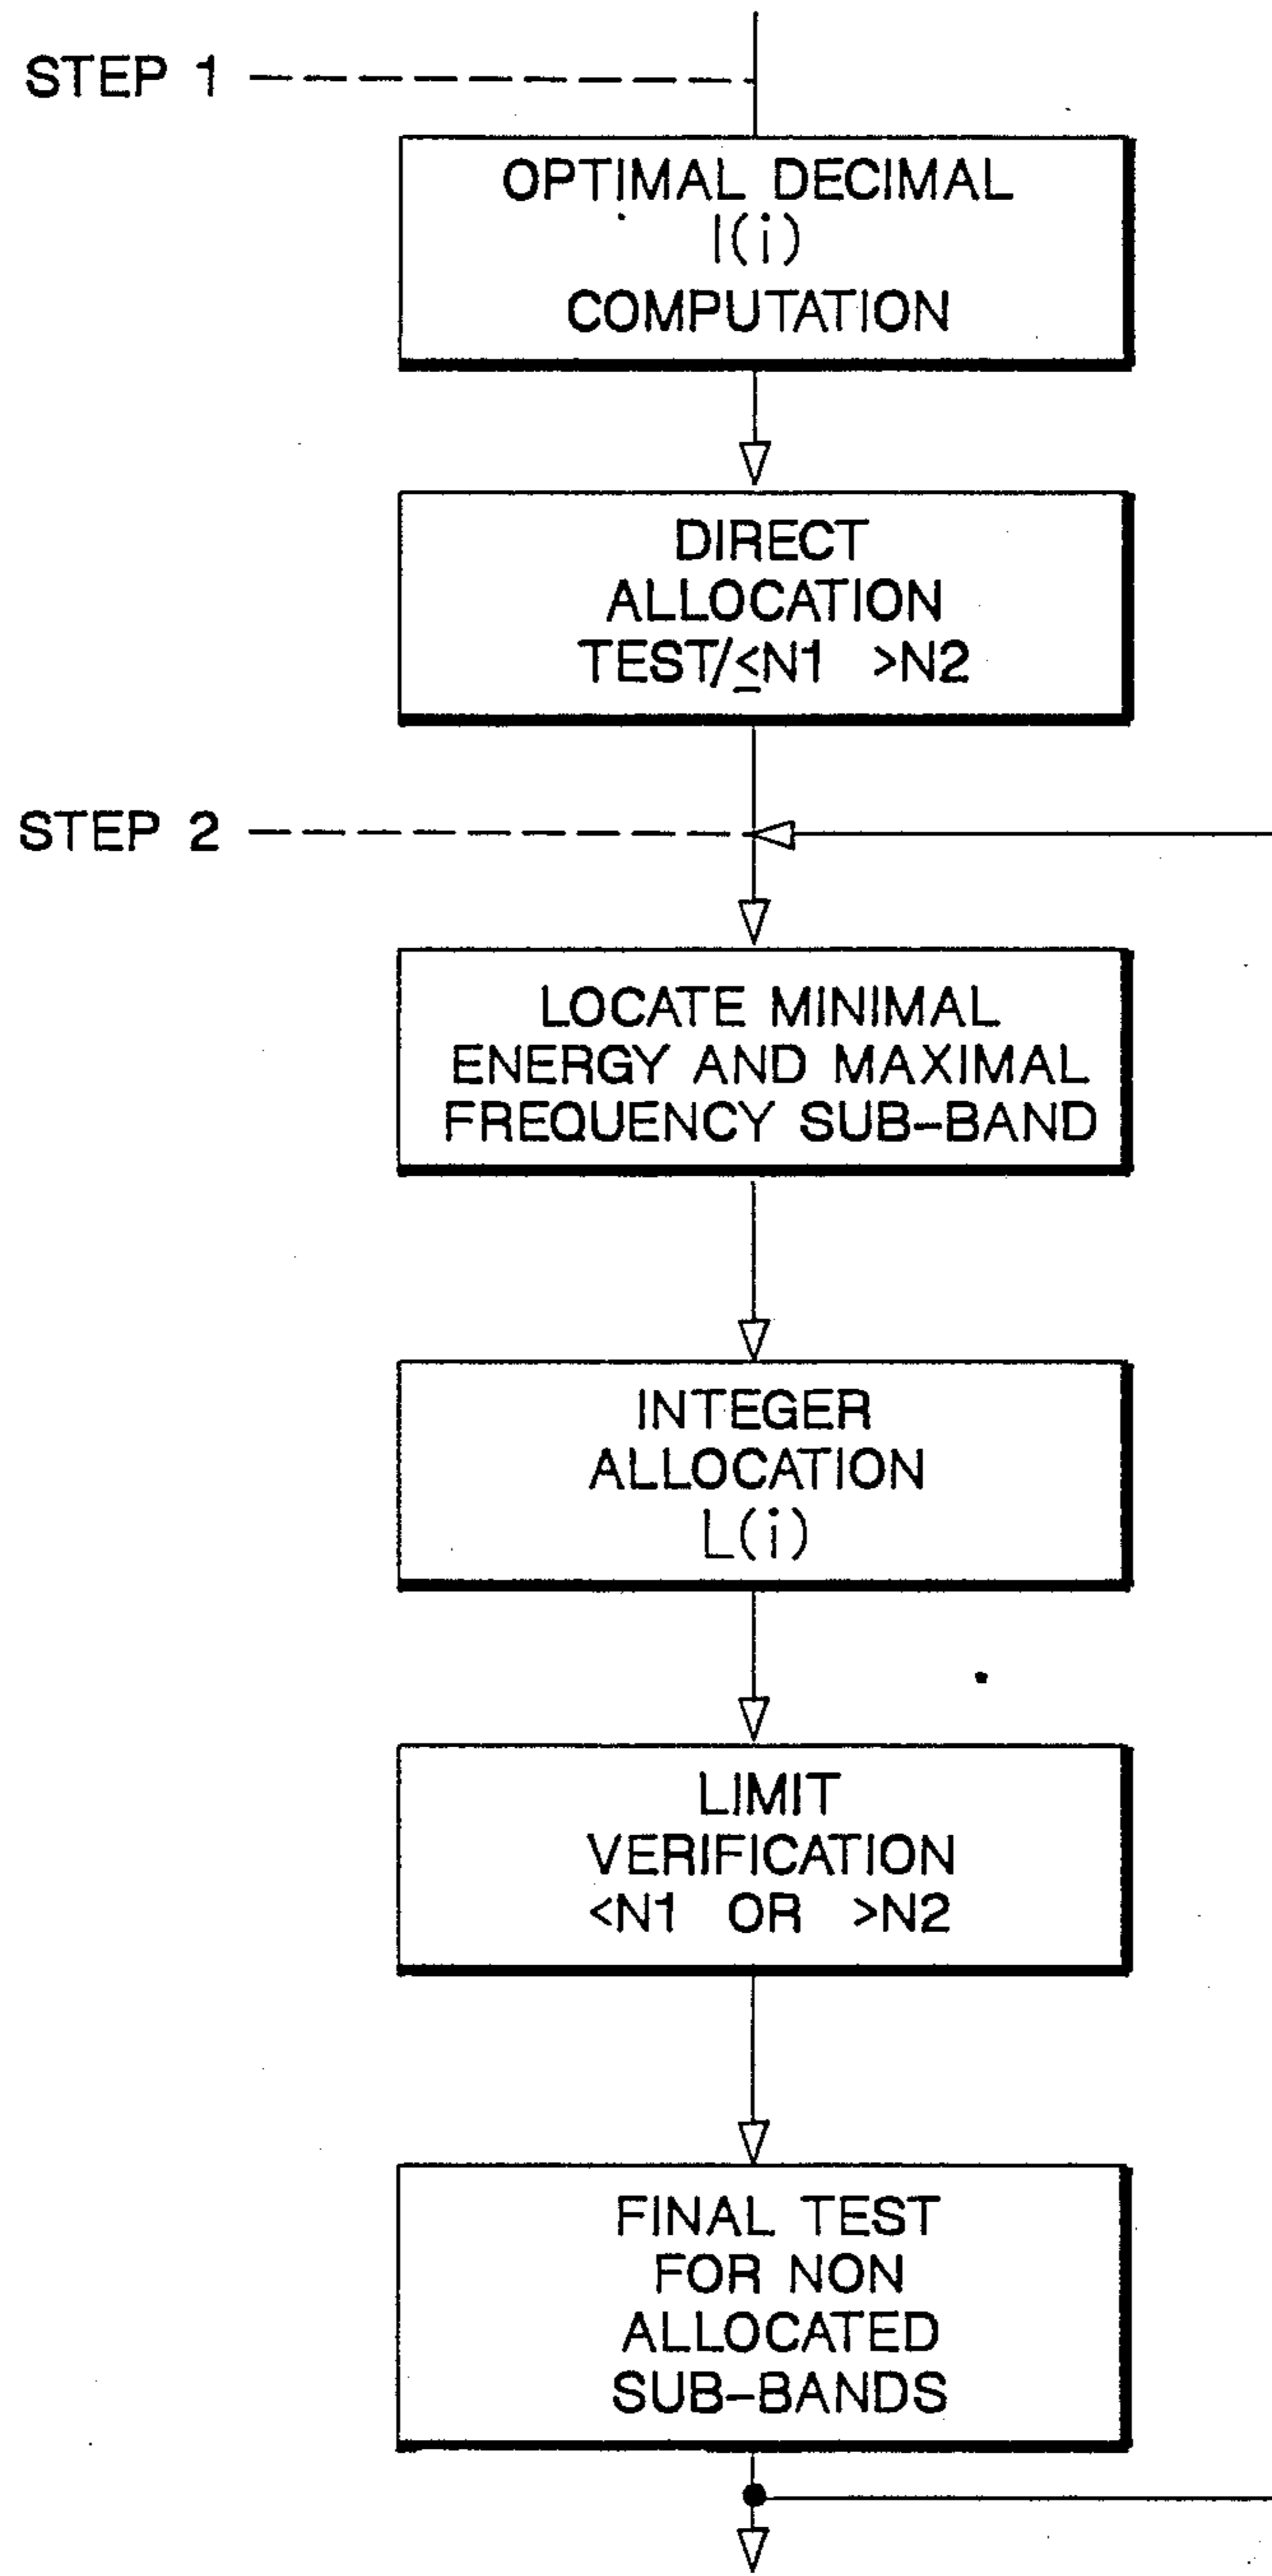 STEP 1
OPTIMAL DECIMAL
l(i)
COMPUTATION
DIRECT
ALLOCATION
TEST/≤N1 >N2
STEP 2
LOCATE MINIMAL
ENERGY AND MAXIMAL
FREQUENCY SUB-BAND
INTEGER
ALLOCATION
L(i)
LIMIT
VERIFICATION
<N1 OR >N2
FINAL TEST
FOR NON
ALLOCATED
SUB-BANDS